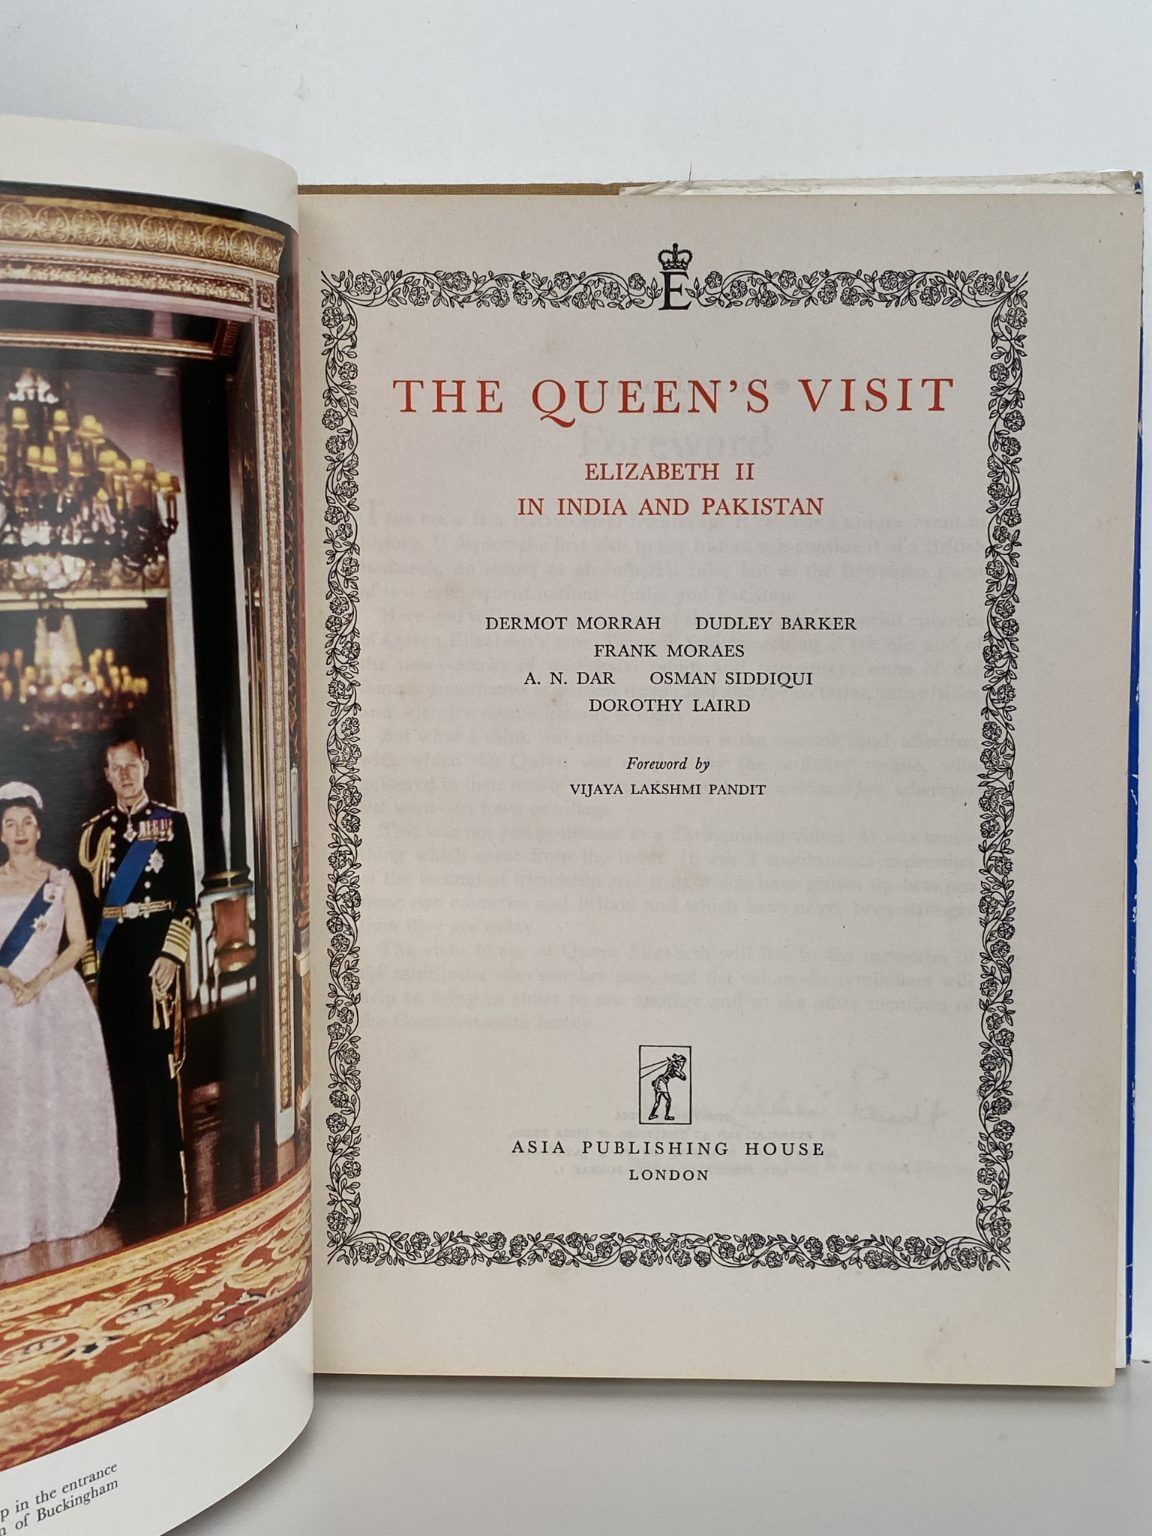 E
THE QUEEN'S VISIT
ELIZABETH II
IN INDIA AND PAKISTAN
DERMOT MORRAH DUDLEY BARKER
FRANK MORAES
A. N. DAR OSMAN SIDDIQUI
DOROTHY LAIRD
Foreword by
VIJAYA LAKSHMI PANDIT
ASIA PUBLISHING HOUSE
LONDON
in the entrance
of Buckingham